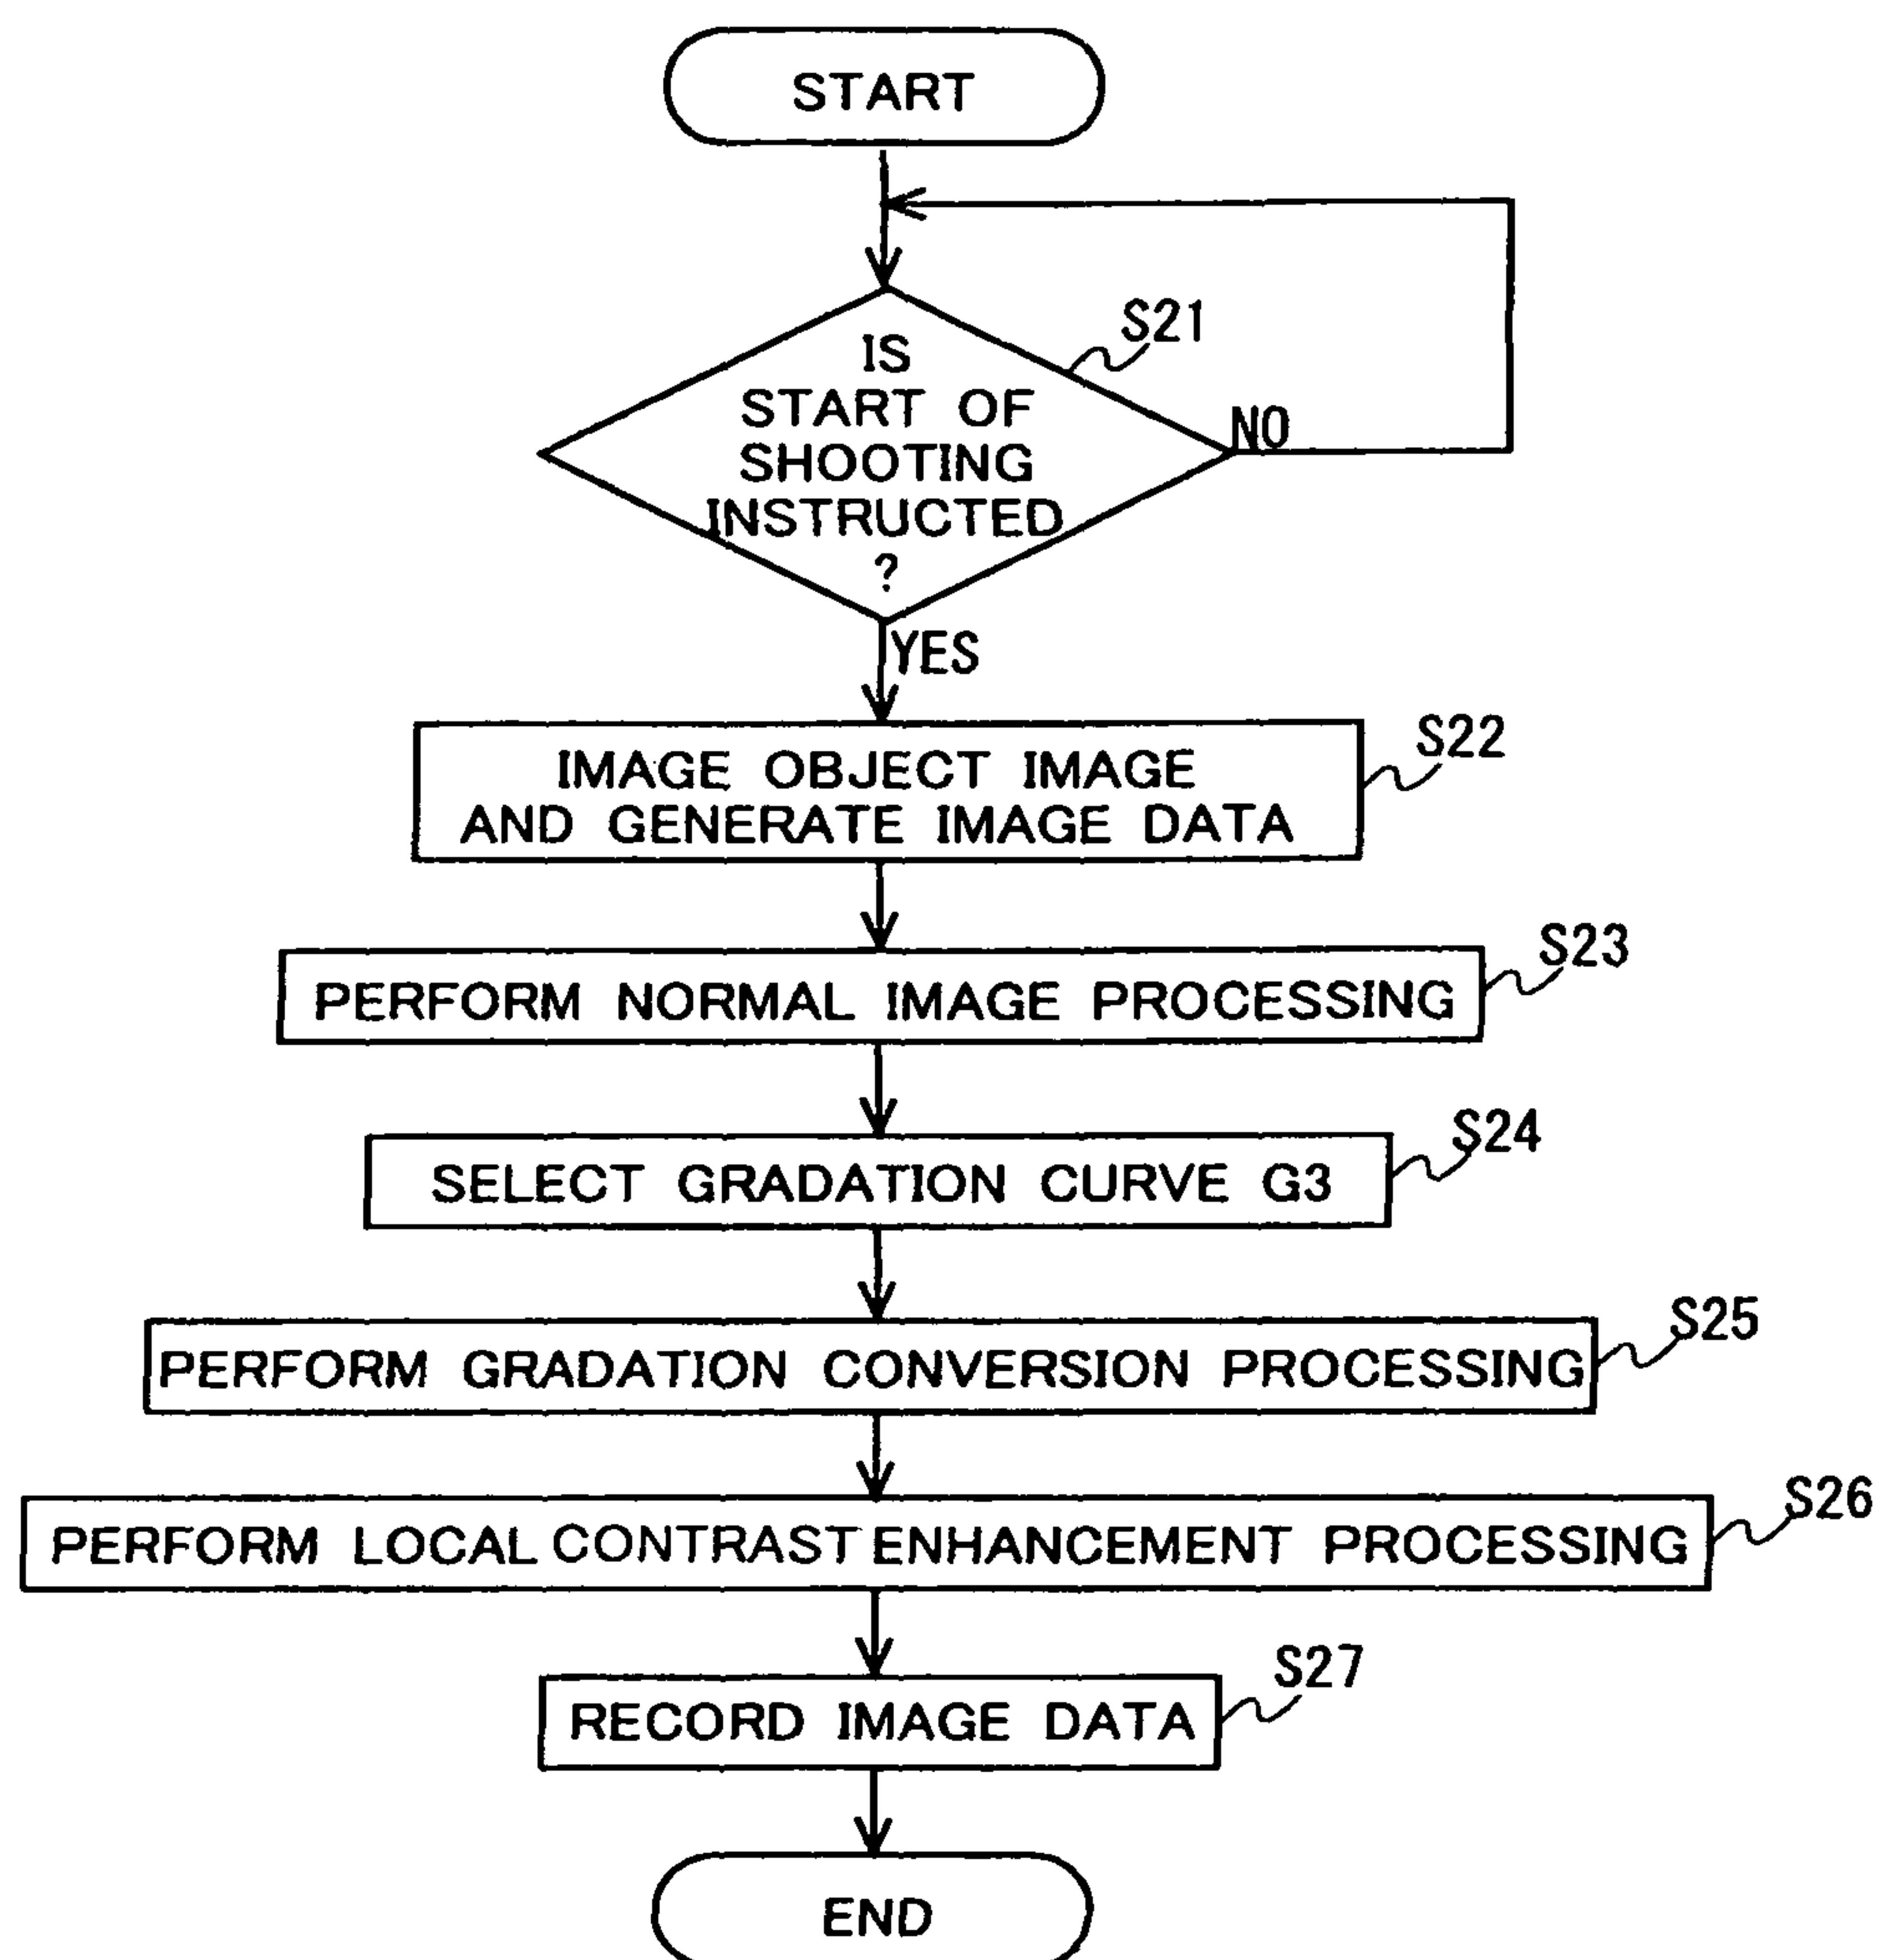 START
S21
IS
START OF
SHOOTING
INSTRUCTED
?
NO
YES
S22
IMAGE OBJECT IMAGE
AND GENERATE IMAGE DATA
S23
PERFORM NORMAL IMAGE PROCESSING
S24
SELECT GRADATION CURVE G3
S25
PERFORM GRADATION CONVERSION PROCESSING
S26
PERFORM LOCAL CONTRAST ENHANCEMENT PROCESSING
S27
RECORD IMAGE DATA
END